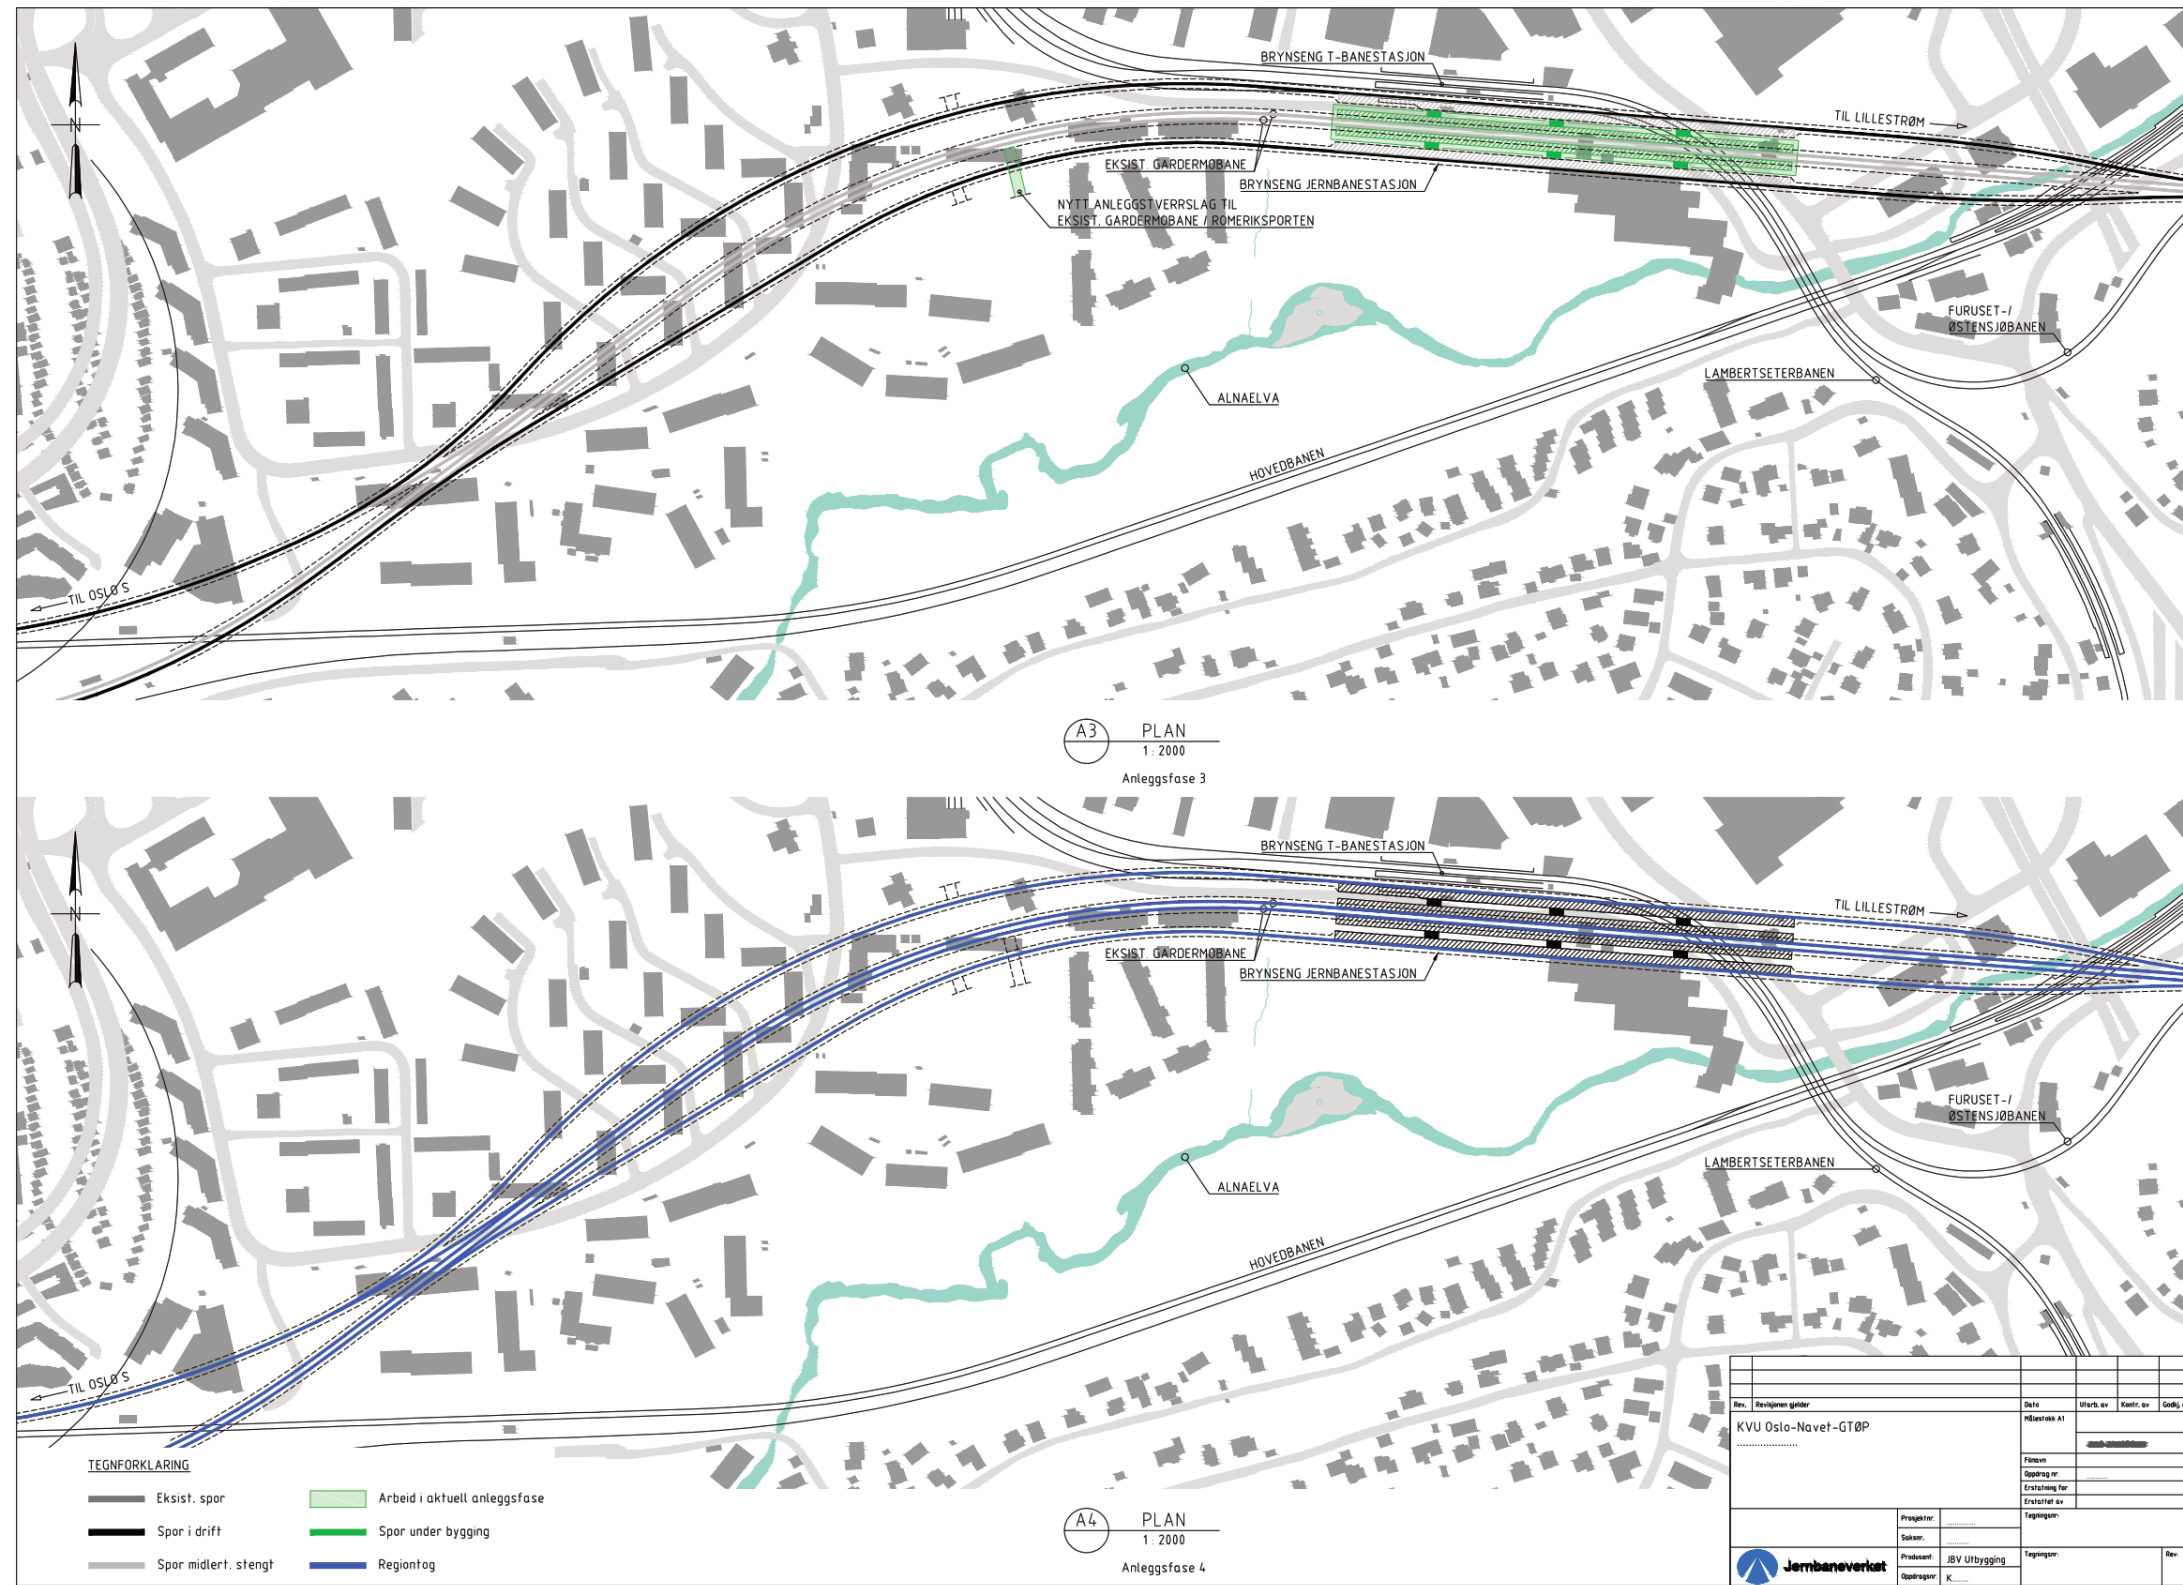 BRYNSENG T-BANESTASJON
TIL LILLESTRØM
N
EKSIST. GARDERMOBANE
BRYNSENG JERNBANESTASJON
NYTT ANLEGGSTVERRSLAG TIL
EKSIST. GARDERMOBANE / ROMERIKSPORTEN
FURUSET-/
ØSTENSJØBANEN
LAMBERTSETERBANEN
ALNAELVA
HOVEDBANEN
TIL OSLO S
A3 PLAN
1 : 2000
Anleggsfase 3
BRYNSENG T-BANESTASJON
TIL LILLESTRØM
N
EKSIST. GARDERMOBANE
BRYNSENG JERNBANESTASJON
FURUSET-/
ØSTENSJØBANEN
LAMBERTSETERBANEN
ALNAELVA
HOVEDBANEN
TIL OSLO S
TEGNFORKLARING
Eksist. spor
Arbeid i aktuell anleggsfase
Spor i drift
Spor under bygging
Spor midlert. stengt
Regiontog
A4 PLAN
1 : 2000
Anleggsfase 4
Rev. Revisjonen gjelder Dato Utarb. av Kontr. av Godkj.
KVU Oslo-Navet-GTØP
Målestokk A1
Filnavn
Oppdrag nr.
Erstatning for
Erstattet av
Prosjektnr.
Tegningsnr.
Saksnr.
Produsent: JBV Utbygging
Tegningsnr. Rev.
Oppdragsnr. K........
Jernbaneverket